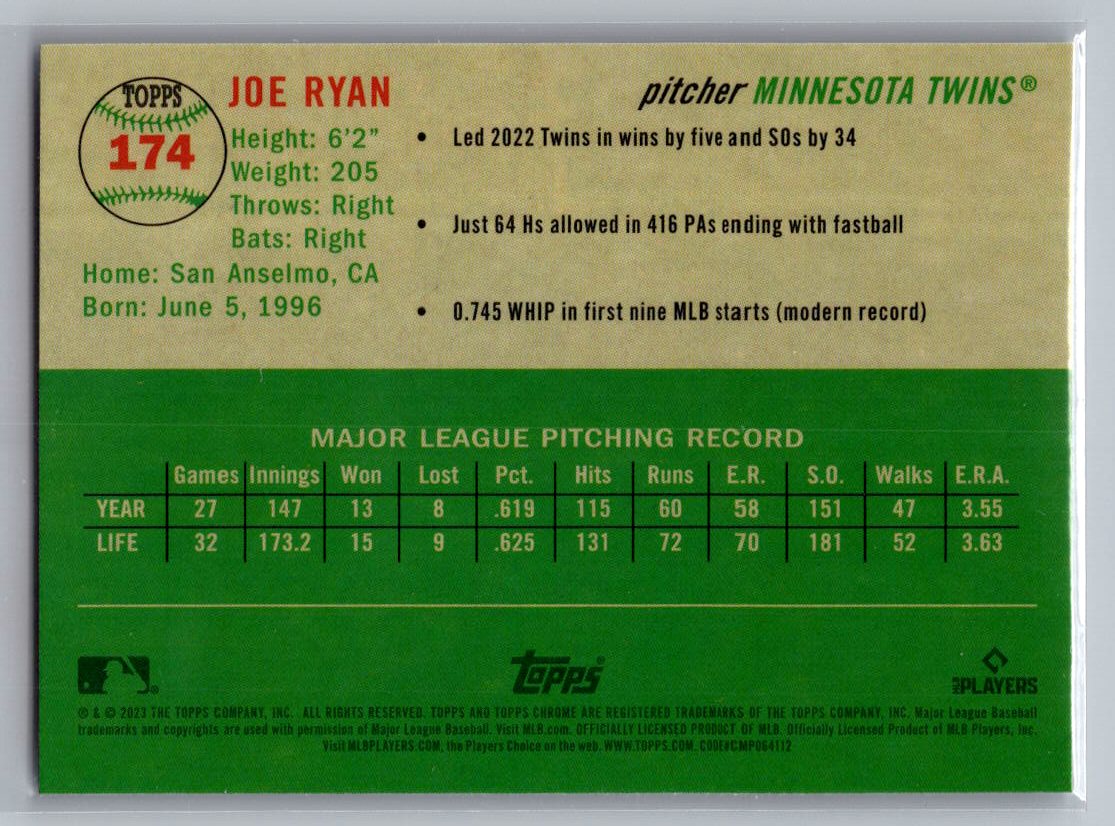 TOPPS
174
JOE RYAN
pitcher MINNESOTA TWINS®
Height: 6'2"
Weight: 205
Throws: Right
Bats: Right
Home: San Anselmo, CA
Born: June 5, 1996
• Led 2022 Twins in wins by five and SOs by 34
• Just 64 Hs allowed in 416 PAs ending with fastball
• 0.745 WHIP in first nine MLB starts (modern record)
MAJOR LEAGUE PITCHING RECORD
Games Innings Won Lost Pct. Hits Runs E.R. S.O. Walks E.R.A.
YEAR 27 147 13 8 .619 115 60 58 151 47 3.55
LIFE 32 173.2 15 9 .625 131 72 70 181 52 3.63
Topps
MLB PLAYERS
® & © 2023 THE TOPPS COMPANY, INC. ALL RIGHTS RESERVED. TOPPS AND TOPPS CHROME ARE REGISTERED TRADEMARKS OF THE TOPPS COMPANY, INC. Major League Baseball
trademarks and copyrights are used with permission of Major League Baseball. Visit MLB.com. OFFICIALLY LICENSED PRODUCT OF MLB. Officially Licensed Product of MLB Players, Inc.
Visit MLBPLAYERS.COM, the Players Choice on the web. WWW.TOPPS.COM. CODE#CMP064112